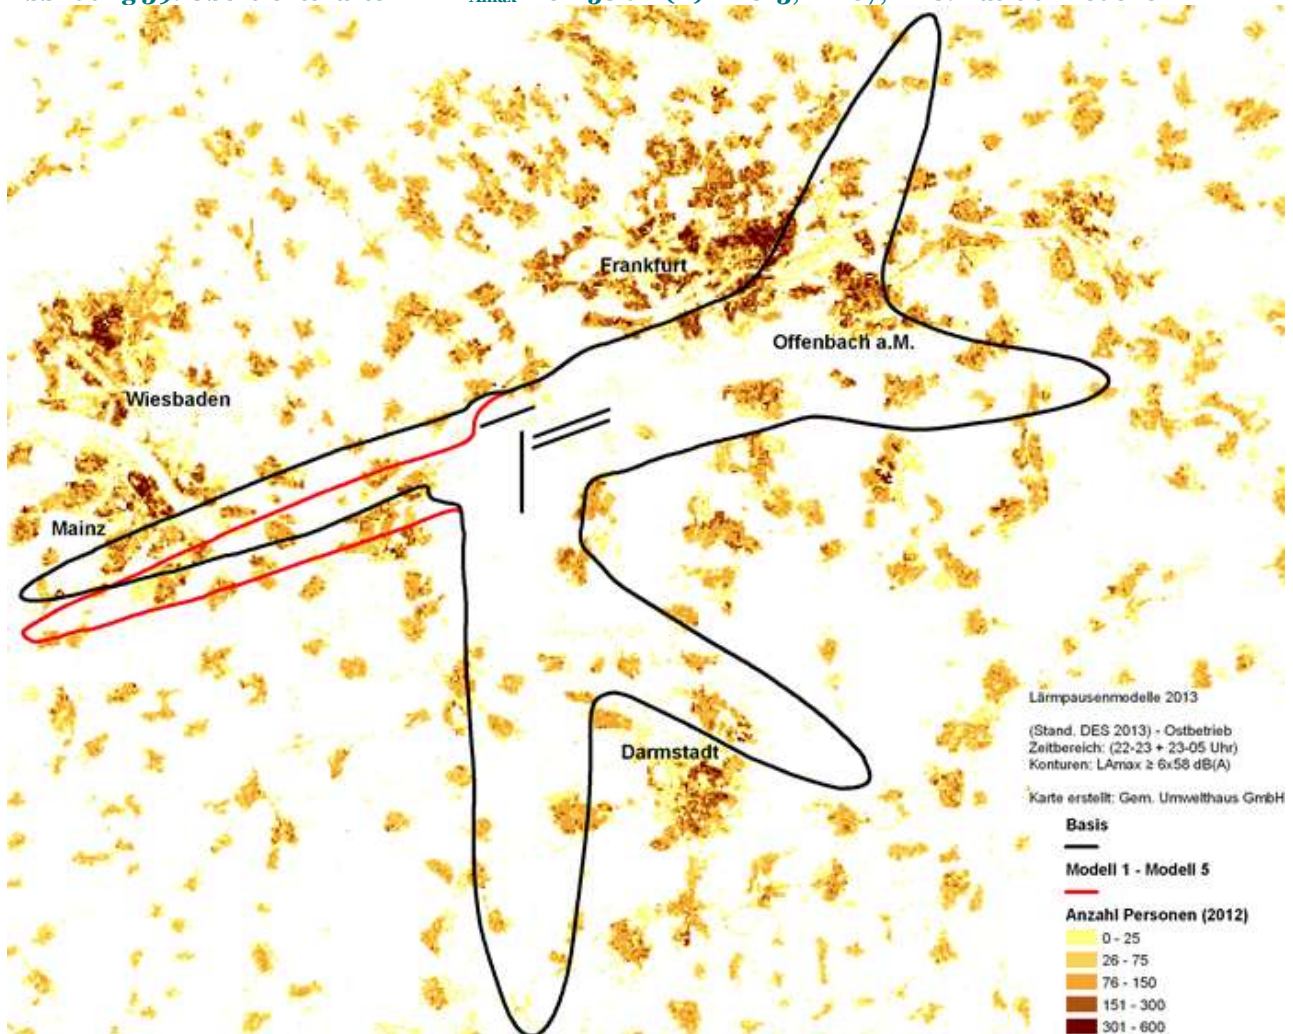 Amax
Frankfurt
Offenbach a.M.
Wiesbaden
Mainz
Darmstadt
Lärmpausenmodelle 2013
(Stand. DES 2013) - Ostbetrieb
Zeitbereich: (22-23 + 23-05 Uhr)
Konturen: LAmax ≥ 6x58 dB(A)
Karte erstellt: Gem. Umwelthaus GmbH
Basis
Modell 1 - Modell 5
Anzahl Personen (2012)
0 - 25
26 - 75
76 - 150
151 - 300
301 - 600